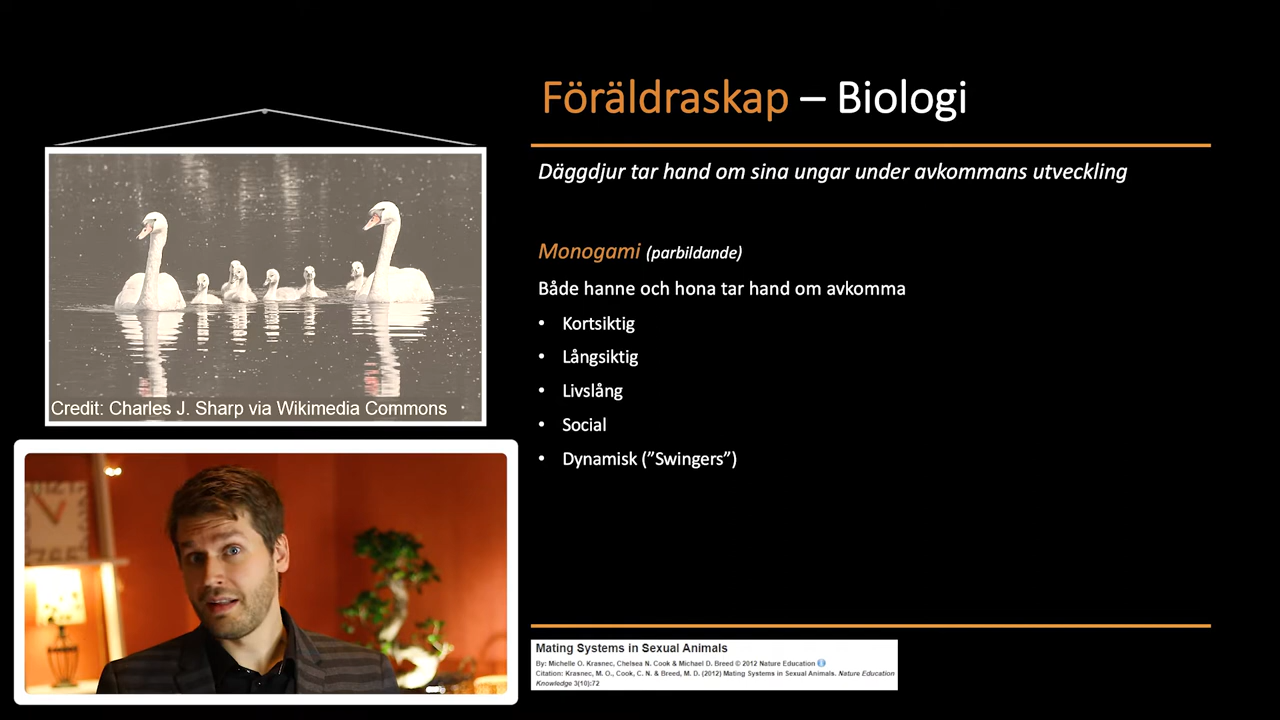 Föräldraskap – Biologi
Däggdjur tar hand om sina ungar under avkommans utveckling
Monogami (parbildande)
Både hanne och hona tar hand om avkomma
• Kortsiktig
• Långsiktig
• Livslång
• Social
• Dynamisk (”Swingers”)
Credit: Charles J. Sharp via Wikimedia Commons
Mating Systems in Sexual Animals
By: Michelle O. Krasnec, Chelsea N. Cook & Michael D. Breed © 2012 Nature Education
Citation: Krasnec, M. O., Cook, C. N. & Breed, M. D. (2012) Mating Systems in Sexual Animals. Nature Education
Knowledge 3(10):72